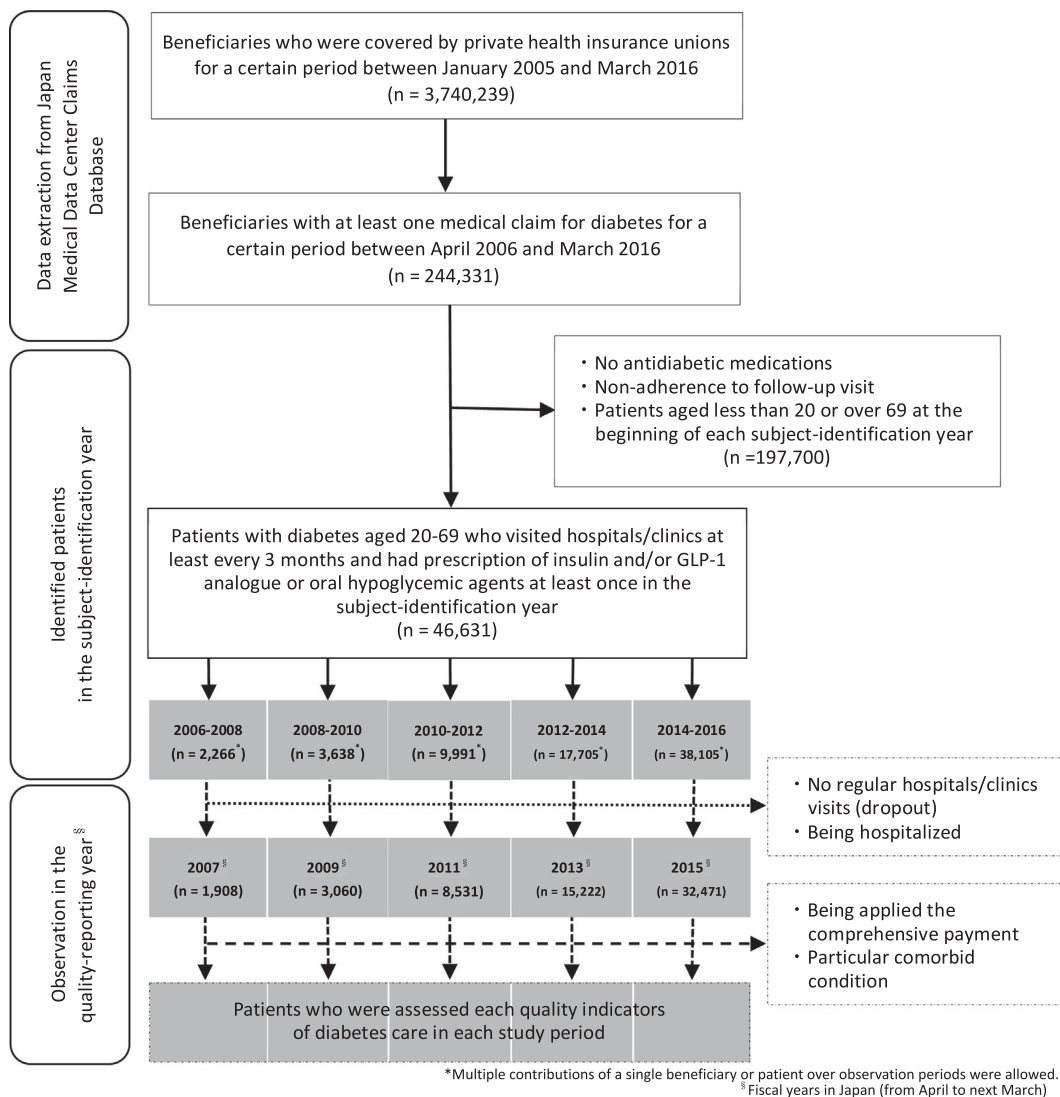 Data extraction from Japan
Medical Data Center Claims
Database
Beneficiaries who were covered by private health insurance unions
for a certain period between January 2005 and March 2016
(n = 3,740,239)
Beneficiaries with at least one medical claim for diabetes for a
certain period between April 2006 and March 2016
(n = 244,331)
Identified patients
in the subject-identification year
・No antidiabetic medications
・Non-adherence to follow-up visit
・Patients aged less than 20 or over 69 at the
beginning of each subject-identification year
(n =197,700)
Patients with diabetes aged 20-69 who visited hospitals/clinics at
least every 3 months and had prescription of insulin and/or GLP-1
analogue or oral hypoglycemic agents at least once in the
subject-identification year
(n = 46,631)
2006-2008
(n = 2,266*)
2008-2010
(n = 3,638*)
2010-2012
(n = 9,991*)
2012-2014
(n = 17,705*)
2014-2016
(n = 38,105*)
・No regular hospitals/clinics
visits (dropout)
・Being hospitalized
Observation in the
quality-reporting year§
2007§
(n = 1,908)
2009§
(n = 3,060)
2011§
(n = 8,531)
2013§
(n = 15,222)
2015§
(n = 32,471)
・Being applied the
comprehensive payment
・Particular comorbid
condition
Patients who were assessed each quality indicators
of diabetes care in each study period
*Multiple contributions of a single beneficiary or patient over observation periods were allowed.
§Fiscal years in Japan (from April to next March)